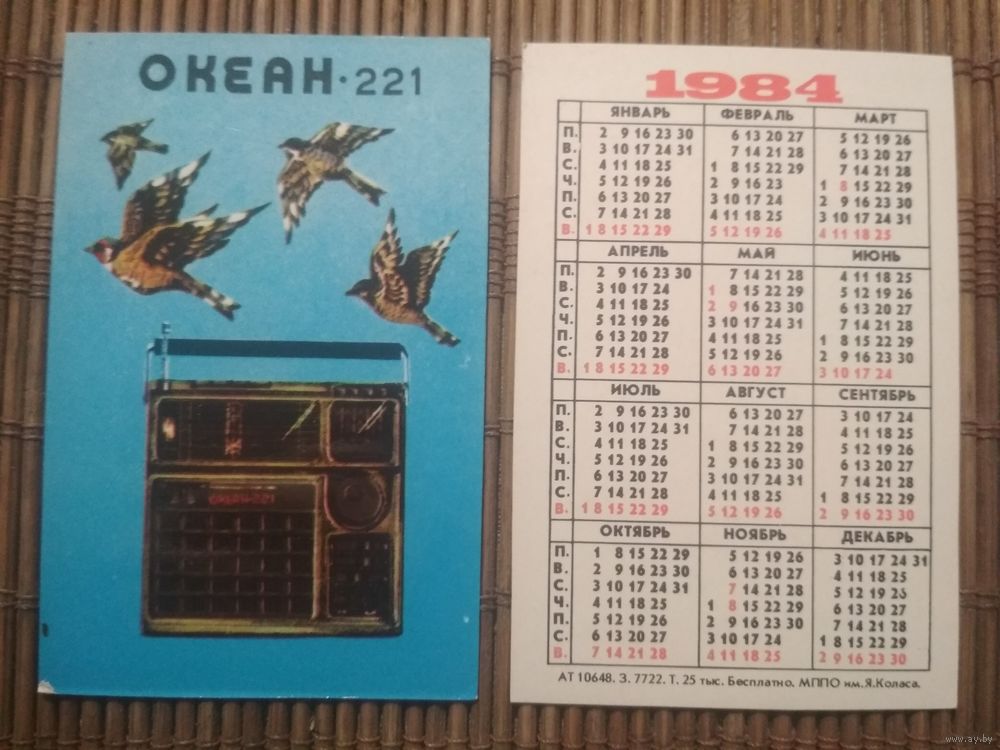 ОКЕАН·221
ОКЕАН-221
1984
ЯНВАРЬ ФЕВРАЛЬ МАРТ
П. 2 9 16 23 30 6 13 20 27 5 12 19 26
В. 3 10 17 24 31 7 14 21 28 6 13 20 27
С. 4 11 18 25 1 8 15 22 29 7 14 21 28
Ч. 5 12 19 26 2 9 16 23 1 8 15 22 29
П. 6 13 20 27 3 10 17 24 2 9 16 23 30
С. 7 14 21 28 4 11 18 25 3 10 17 24 31
В. 1 8 15 22 29 5 12 19 26 4 11 18 25
АПРЕЛЬ МАЙ ИЮНЬ
П. 2 9 16 23 30 7 14 21 28 4 11 18 25
В. 3 10 17 24 1 8 15 22 29 5 12 19 26
С. 4 11 18 25 2 9 16 23 30 6 13 20 27
Ч. 5 12 19 26 3 10 17 24 31 7 14 21 28
П. 6 13 20 27 4 11 18 25 1 8 15 22 29
С. 7 14 21 28 5 12 19 26 2 9 16 23 30
В. 1 8 15 22 29 6 13 20 27 3 10 17 24
ИЮЛЬ АВГУСТ СЕНТЯБРЬ
П. 2 9 16 23 30 6 13 20 27 3 10 17 24
В. 3 10 17 24 31 7 14 21 28 4 11 18 25
С. 4 11 18 25 1 8 15 22 29 5 12 19 26
Ч. 5 12 19 26 2 9 16 23 30 6 13 20 27
П. 6 13 20 27 3 10 17 24 31 7 14 21 28
С. 7 14 21 28 4 11 18 25 1 8 15 22 29
В. 1 8 15 22 29 5 12 19 26 2 9 16 23 30
ОКТЯБРЬ НОЯБРЬ ДЕКАБРЬ
П. 1 8 15 22 29 5 12 19 26 3 10 17 24 31
В. 2 9 16 23 30 6 13 20 27 4 11 18 25
С. 3 10 17 24 31 7 14 21 28 5 12 19 26
Ч. 4 11 18 25 1 8 15 22 29 6 13 20 27
П. 5 12 19 26 2 9 16 23 30 7 14 21 28
С. 6 13 20 27 3 10 17 24 1 8 15 22 29
В. 7 14 21 28 4 11 18 25 2 9 16 23 30
АТ 10648. З. 7722. Т. 25 тыс. Бесплатно. МППО им.Я.Коласа.
www.ay.by